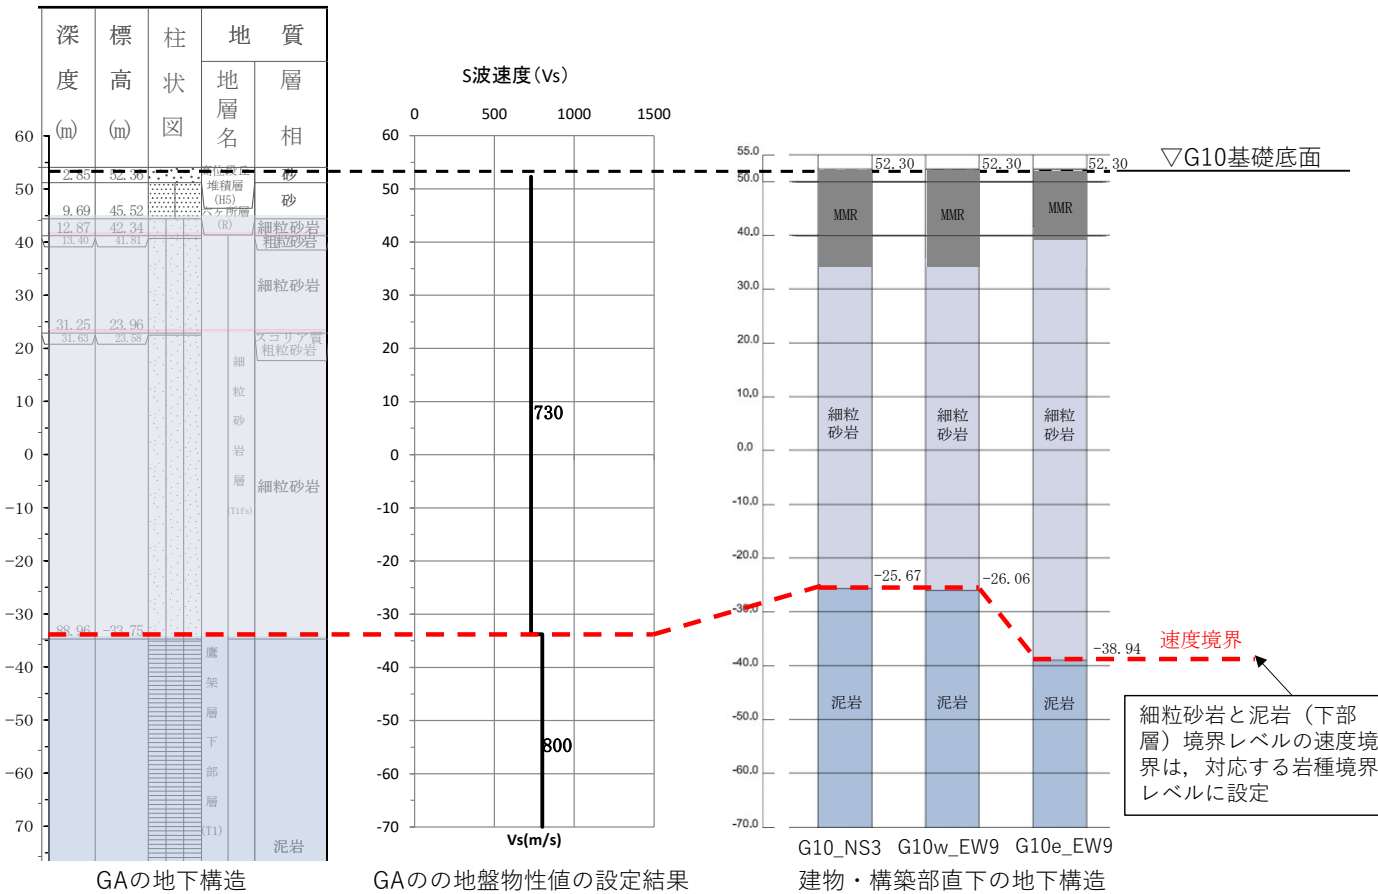 深度(m)
標高(m)
柱状図
地質
地層名
層相
60
50
40
30
20
10
0
-10
-20
-30
-40
-50
-60
70
2.85 52.38
9.69 45.52
12.87 42.34
13.40 41.81
31.25 23.96
31.63 23.58
88.96 -33.75
高位段丘
堆積層
(H5)
六ヶ所層
(R)
砂
砂
細粒砂岩
粗粒砂岩
細粒砂岩
スコリア質
粗粒砂岩
細粒砂岩層
(T1fs)
細粒砂岩
鷹架層下部層
(T1)
泥岩
GAの地下構造
S波速度(Vs)
0 500 1000 1500
60
50
40
30
20
10
0
-10
-20
-30
-40
-50
-60
-70
730
800
Vs(m/s)
GAのの地盤物性値の設定結果
55.0
50.0
40.0
30.0
20.0
10.0
0.0
-10.0
-20.0
-30.0
-40.0
-50.0
-60.0
-70.0
52.30 52.30 52.30
▽G10基礎底面
MMR MMR MMR
細粒 細粒 細粒
砂岩 砂岩 砂岩
-25.67
-26.06
-38.94
速度境界
泥岩 泥岩 泥岩
細粒砂岩と泥岩（下部
層）境界レベルの速度境
界は，対応する岩種境界
レベルに設定
G10_NS3 G10w_EW9 G10e_EW9
建物・構築部直下の地下構造